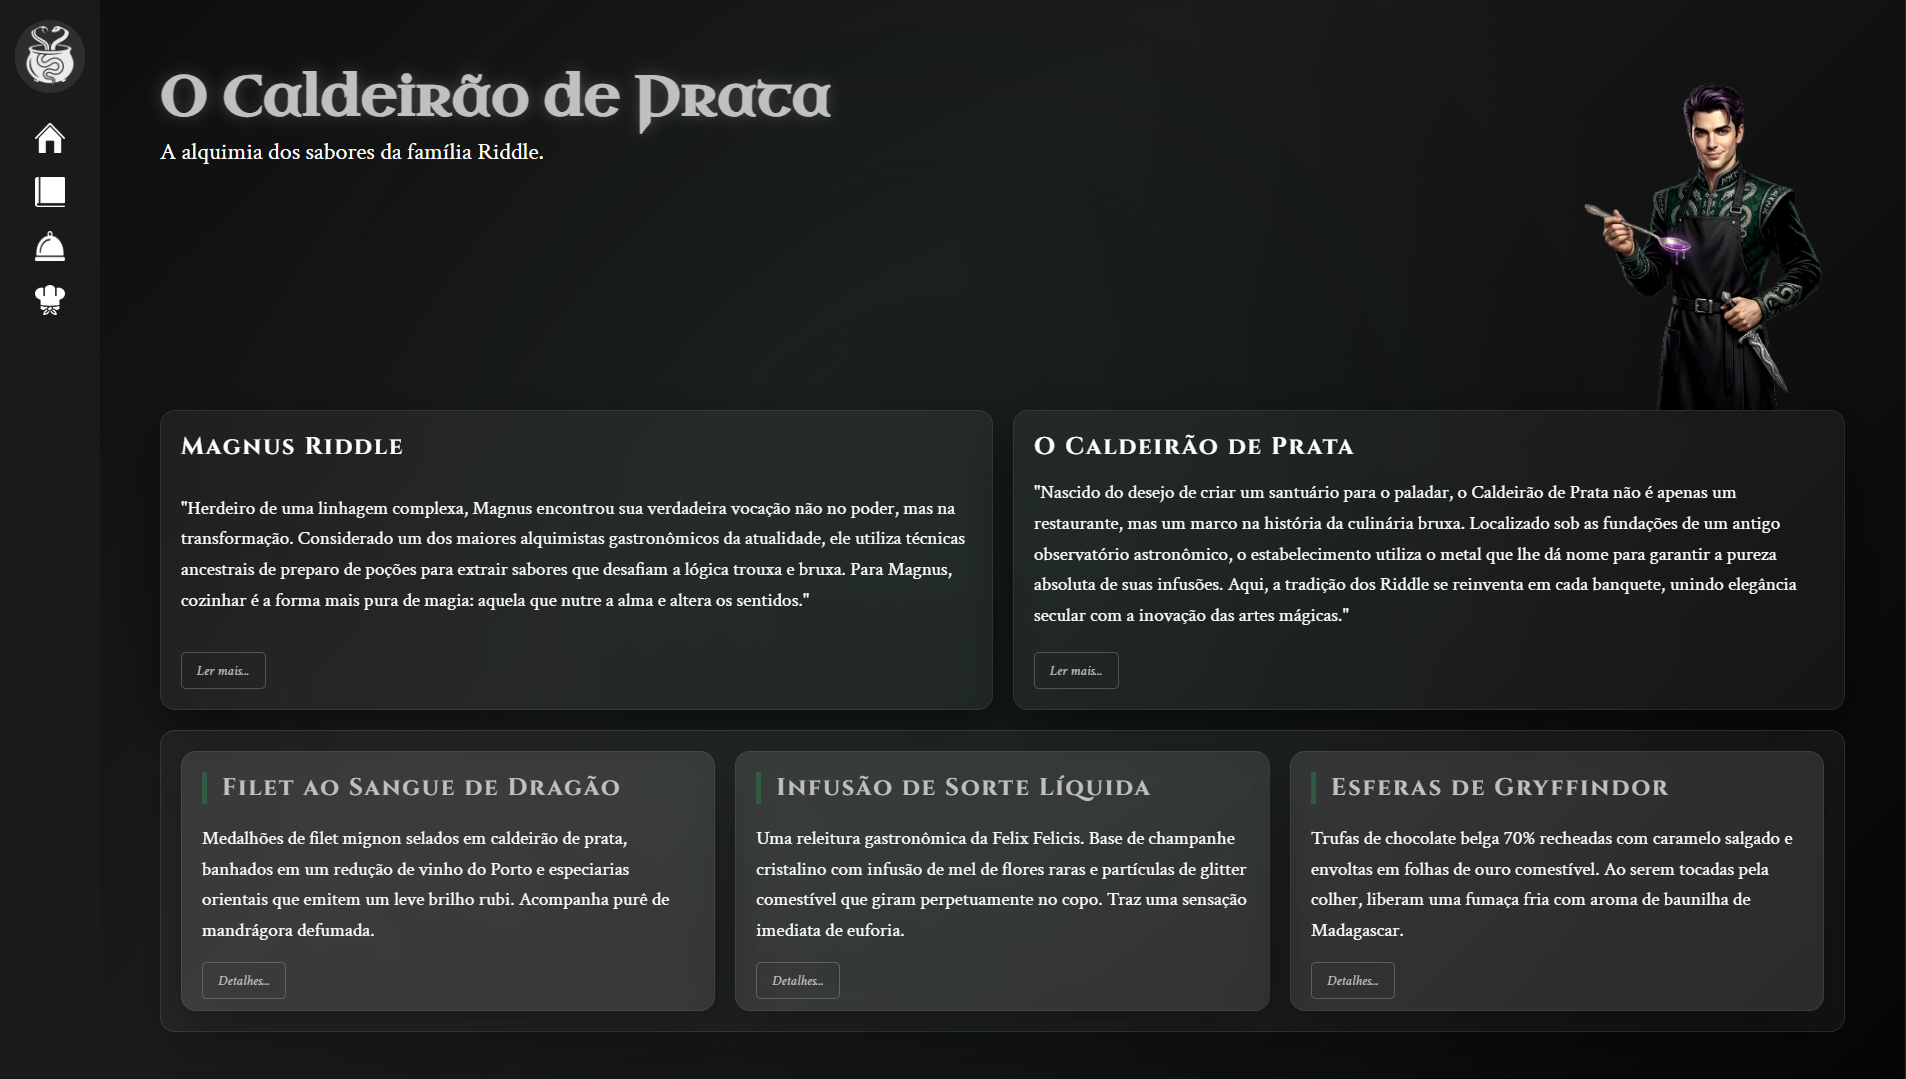 O Caldeirão de Prata
A alquimia dos sabores da família Riddle.
Magnus Riddle
"Herdeiro de uma linhagem complexa, Magnus encontrou sua verdadeira vocação não no poder, mas na
transformação. Considerado um dos maiores alquimistas gastronômicos da atualidade, ele utiliza técnicas
ancestrais de preparo de poções para extrair sabores que desafiam a lógica trouxa e bruxa. Para Magnus,
cozinhar é a forma mais pura de magia: aquela que nutre a alma e altera os sentidos."
Ler mais...
O Caldeirão de Prata
"Nascido do desejo de criar um santuário para o paladar, o Caldeirão de Prata não é apenas um
restaurante, mas um marco na história da culinária bruxa. Localizado sob as fundações de um antigo
observatório astronômico, o estabelecimento utiliza o metal que lhe dá nome para garantir a pureza
absoluta de suas infusões. Aqui, a tradição dos Riddle se reinventa em cada banquete, unindo elegância
secular com a inovação das artes mágicas."
Ler mais...
Filet ao Sangue de Dragão
Medalhões de filet mignon selados em caldeirão de prata,
banhados em um redução de vinho do Porto e especiarias
orientais que emitem um leve brilho rubi. Acompanha purê de
mandrágora defumada.
Detalhes...
Infusão de Sorte Líquida
Uma releitura gastronômica da Felix Felicis. Base de champanhe
cristalino com infusão de mel de flores raras e partículas de glitter
comestível que giram perpetuamente no copo. Traz uma sensação
imediata de euforia.
Detalhes...
Esferas de Gryffindor
Trufas de chocolate belga 70% recheadas com caramelo salgado e
envoltas em folhas de ouro comestível. Ao serem tocadas pela
colher, liberam uma fumaça fria com aroma de baunilha de
Madagascar.
Detalhes...